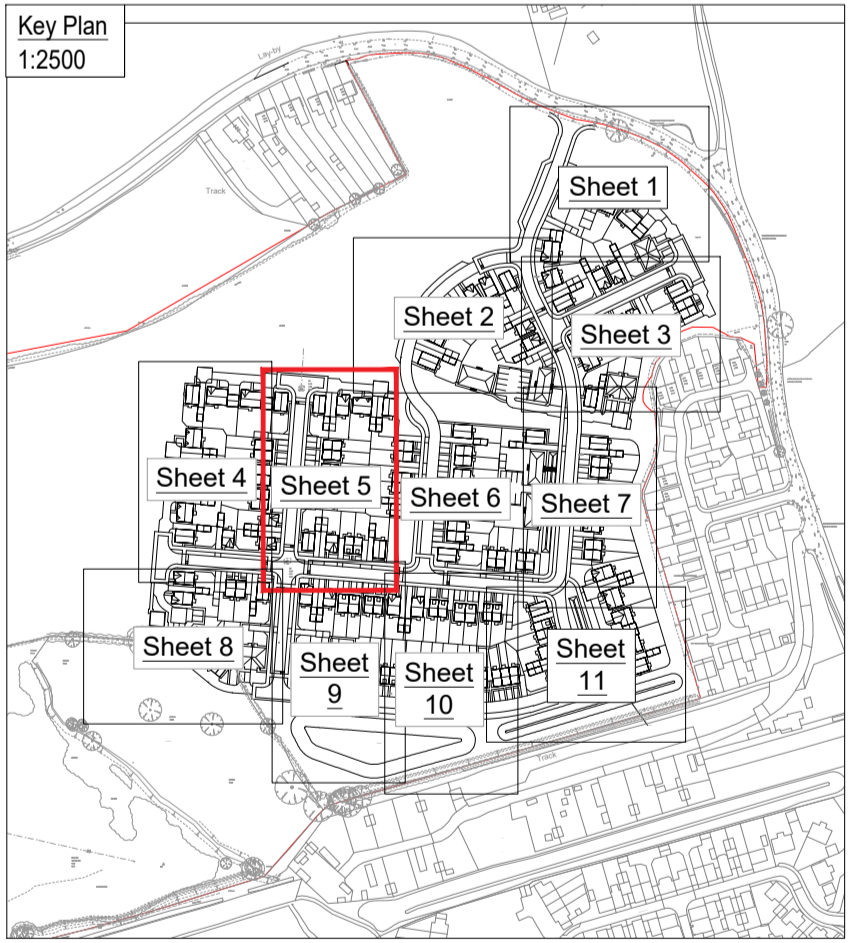 Key Plan
1:2500
Lay-by
Track
Sheet 1
Sheet 2
Sheet 3
Sheet 4
Sheet 5
Sheet 6
Sheet 7
Sheet 8
Sheet
9
Sheet
10
Sheet
11
Track